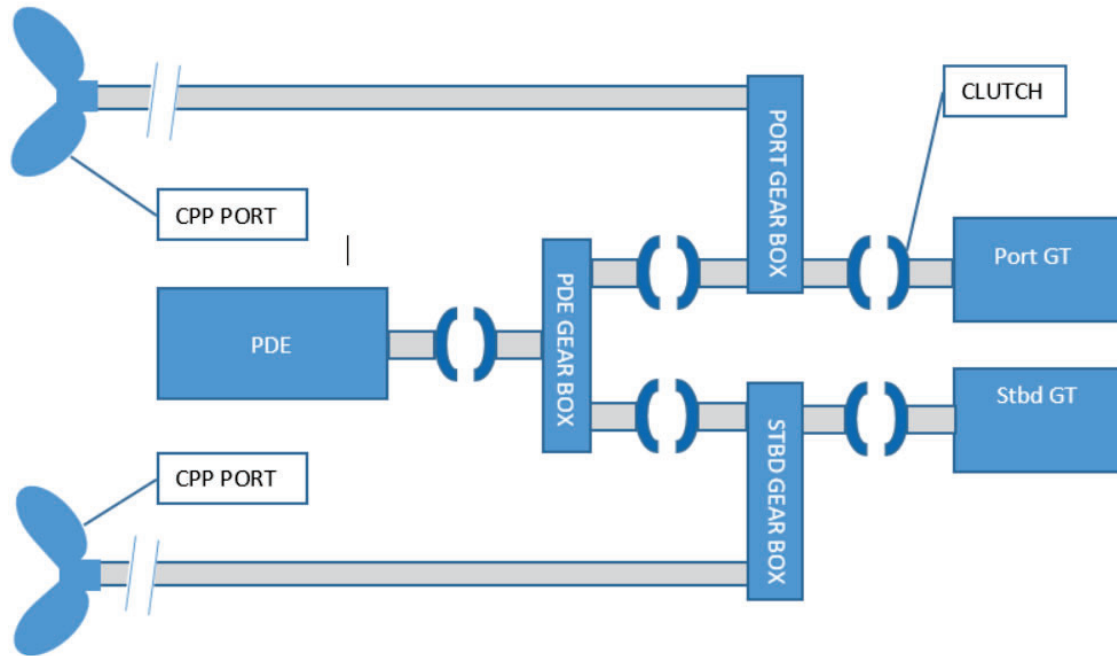 CLUTCH
PORT GEAR BOX
CPP PORT
Port GT
PDE GEAR BOX
PDE
Stbd GT
STBD GEAR BOX
CPP PORT